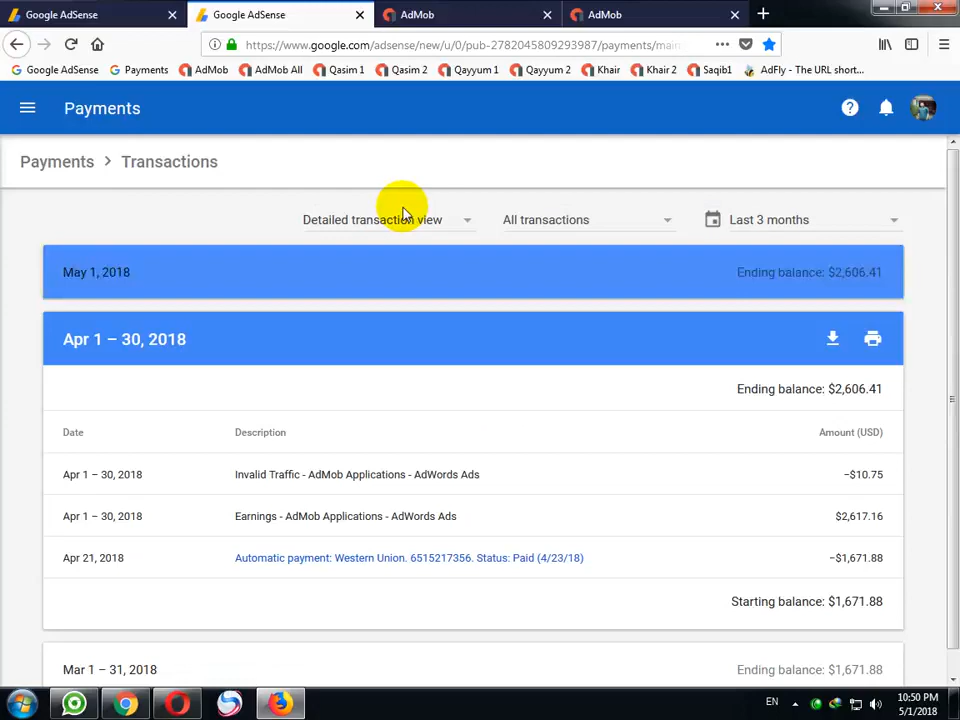 Google AdSense
Google AdSense
AdMob
AdMob
https://www.google.com/adsense/new/u/0/pub-2782045809293987/payments/main
Google AdSense Payments AdMob AdMob All Qasim 1 Qasim 2 Qayyum 1 Qayyum 2 Khair Khair 2 Saqib1 AdFly - The URL short...
Payments
Payments > Transactions
Detailed transaction view All transactions Last 3 months
May 1, 2018 Ending balance: $2,606.41
Apr 1 – 30, 2018
Ending balance: $2,606.41
Date Description Amount (USD)
Apr 1 – 30, 2018 Invalid Traffic - AdMob Applications - AdWords Ads −$10.75
Apr 1 – 30, 2018 Earnings - AdMob Applications - AdWords Ads $2,617.16
Apr 21, 2018 Automatic payment: Western Union. 6515217356. Status: Paid (4/23/18) −$1,671.88
Starting balance: $1,671.88
Mar 1 – 31, 2018 Ending balance: $1,671.88
EN 10:50 PM
5/1/2018